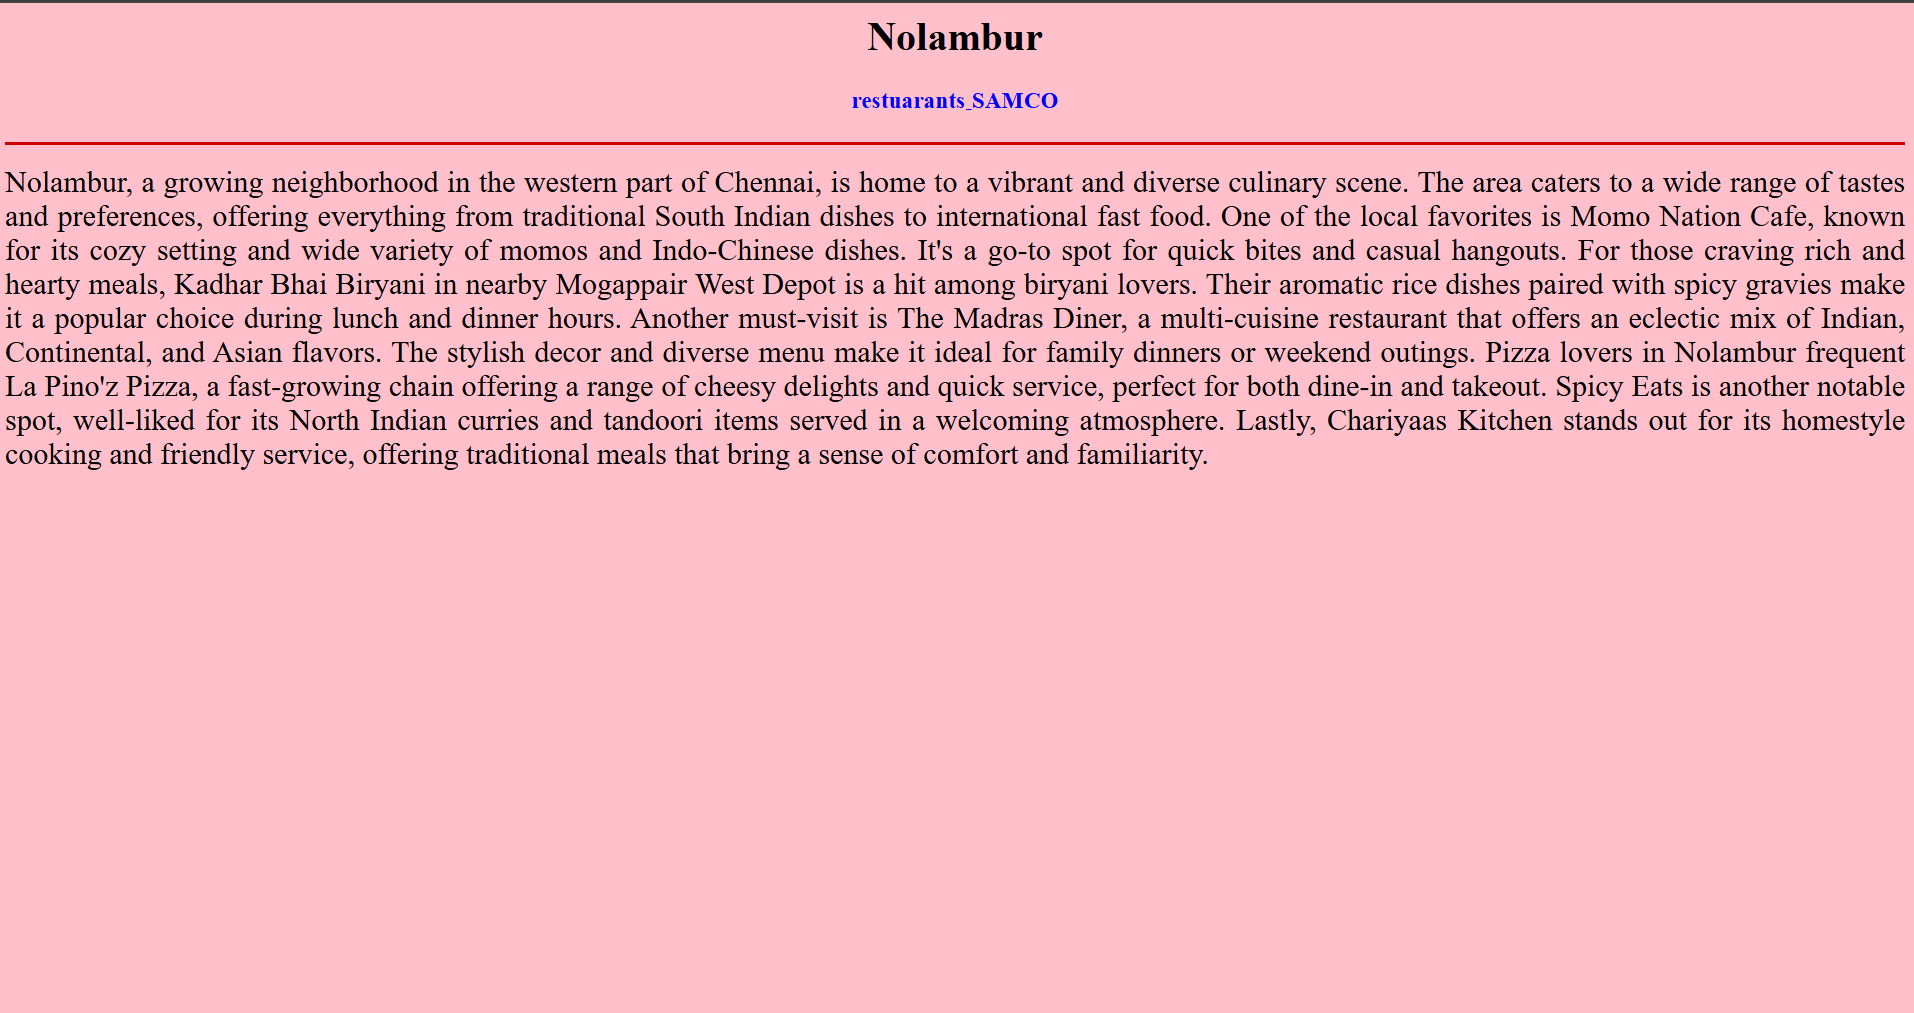 Nolambur
restuarants SAMCO
Nolambur, a growing neighborhood in the western part of Chennai, is home to a vibrant and diverse culinary scene. The area caters to a wide range of tastes
and preferences, offering everything from traditional South Indian dishes to international fast food. One of the local favorites is Momo Nation Cafe, known
for its cozy setting and wide variety of momos and Indo-Chinese dishes. It's a go-to spot for quick bites and casual hangouts. For those craving rich and
hearty meals, Kadhar Bhai Biryani in nearby Mogappair West Depot is a hit among biryani lovers. Their aromatic rice dishes paired with spicy gravies make
it a popular choice during lunch and dinner hours. Another must-visit is The Madras Diner, a multi-cuisine restaurant that offers an eclectic mix of Indian,
Continental, and Asian flavors. The stylish decor and diverse menu make it ideal for family dinners or weekend outings. Pizza lovers in Nolambur frequent
La Pino'z Pizza, a fast-growing chain offering a range of cheesy delights and quick service, perfect for both dine-in and takeout. Spicy Eats is another notable
spot, well-liked for its North Indian curries and tandoori items served in a welcoming atmosphere. Lastly, Chariyaas Kitchen stands out for its homestyle
cooking and friendly service, offering traditional meals that bring a sense of comfort and familiarity.